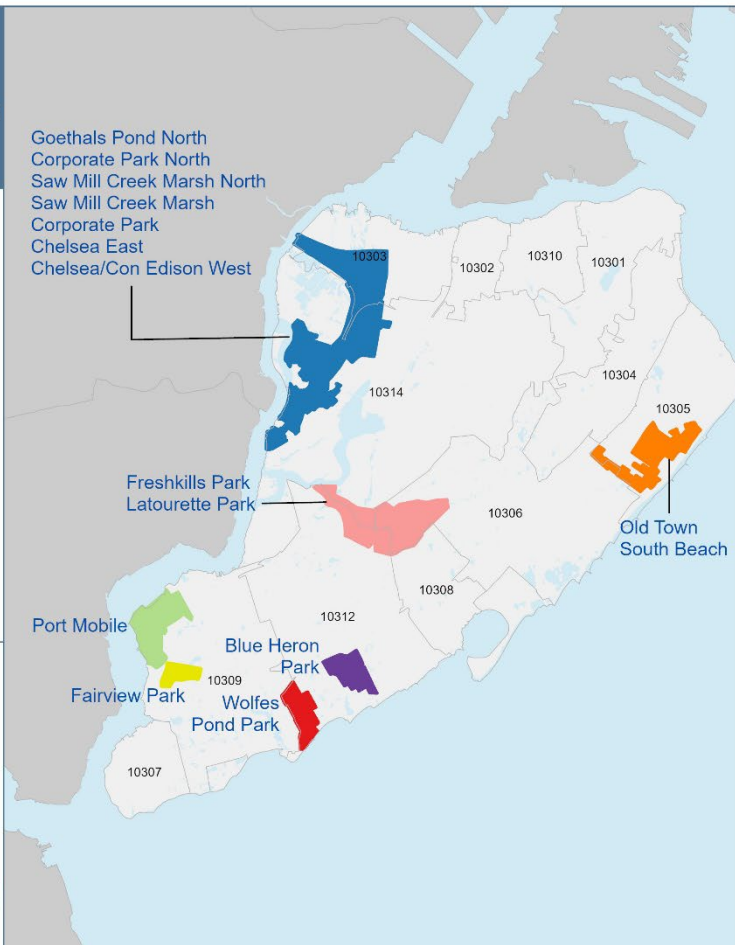 Goethals Pond North
Corporate Park North
Saw Mill Creek Marsh North
Saw Mill Creek Marsh
Corporate Park
Chelsea East
Chelsea/Con Edison West
10303
10302
10310
10301
10304
10314
10305
Freshkills Park
Latourette Park
10306
Old Town
South Beach
10308
10312
Port Mobile
Blue Heron
Park
10309
Fairview Park
Wolfes
Pond Park
10307